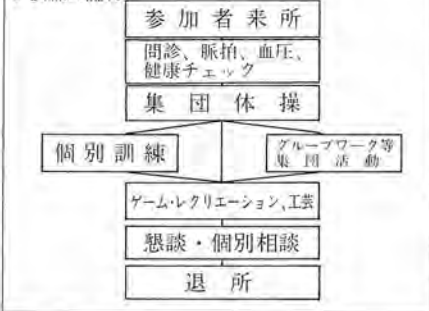 参加者来所
問診、脈拍、血圧、
健康チェック
集団体操
個別訓練
グループワーク等
集団活動
ゲーム・レクリエーション、工芸
懇談・個別相談
退所